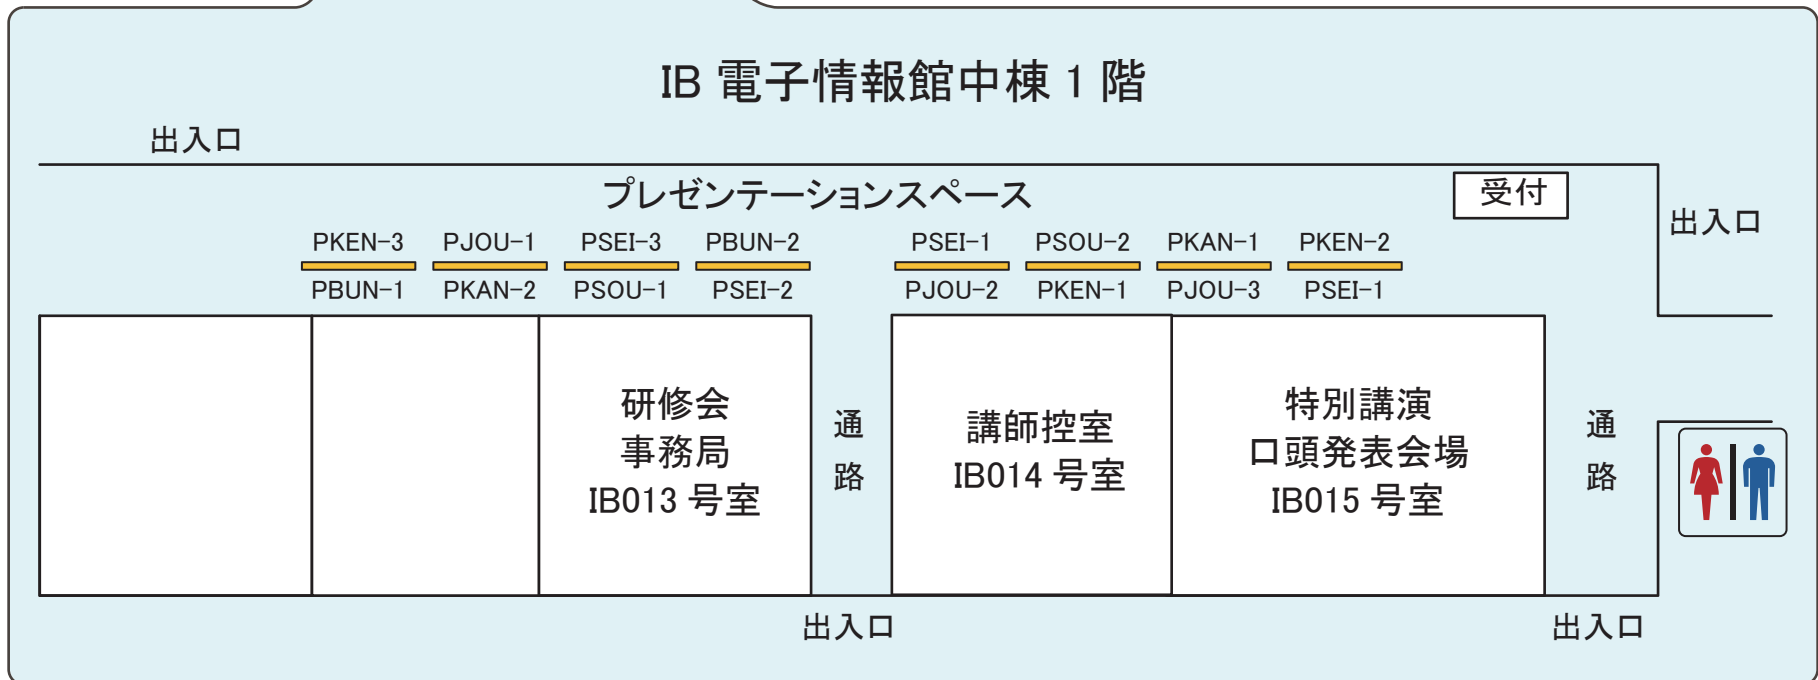 IB 電子情報館中棟 1 階
出入口
プレゼンテーションスペース
受付
出入口
PKEN-3 PJOU-1 PSEI-3 PBUN-2 PSEI-1 PSOU-2 PKAN-1 PKEN-2
PBUN-1 PKAN-2 PSOU-1 PSEI-2 PJOU-2 PKEN-1 PJOU-3 PSEI-1
研修会
事務局
IB013 号室
通
路
講師控室
IB014 号室
特別講演
口頭発表会場
IB015 号室
通
路
出入口
出入口